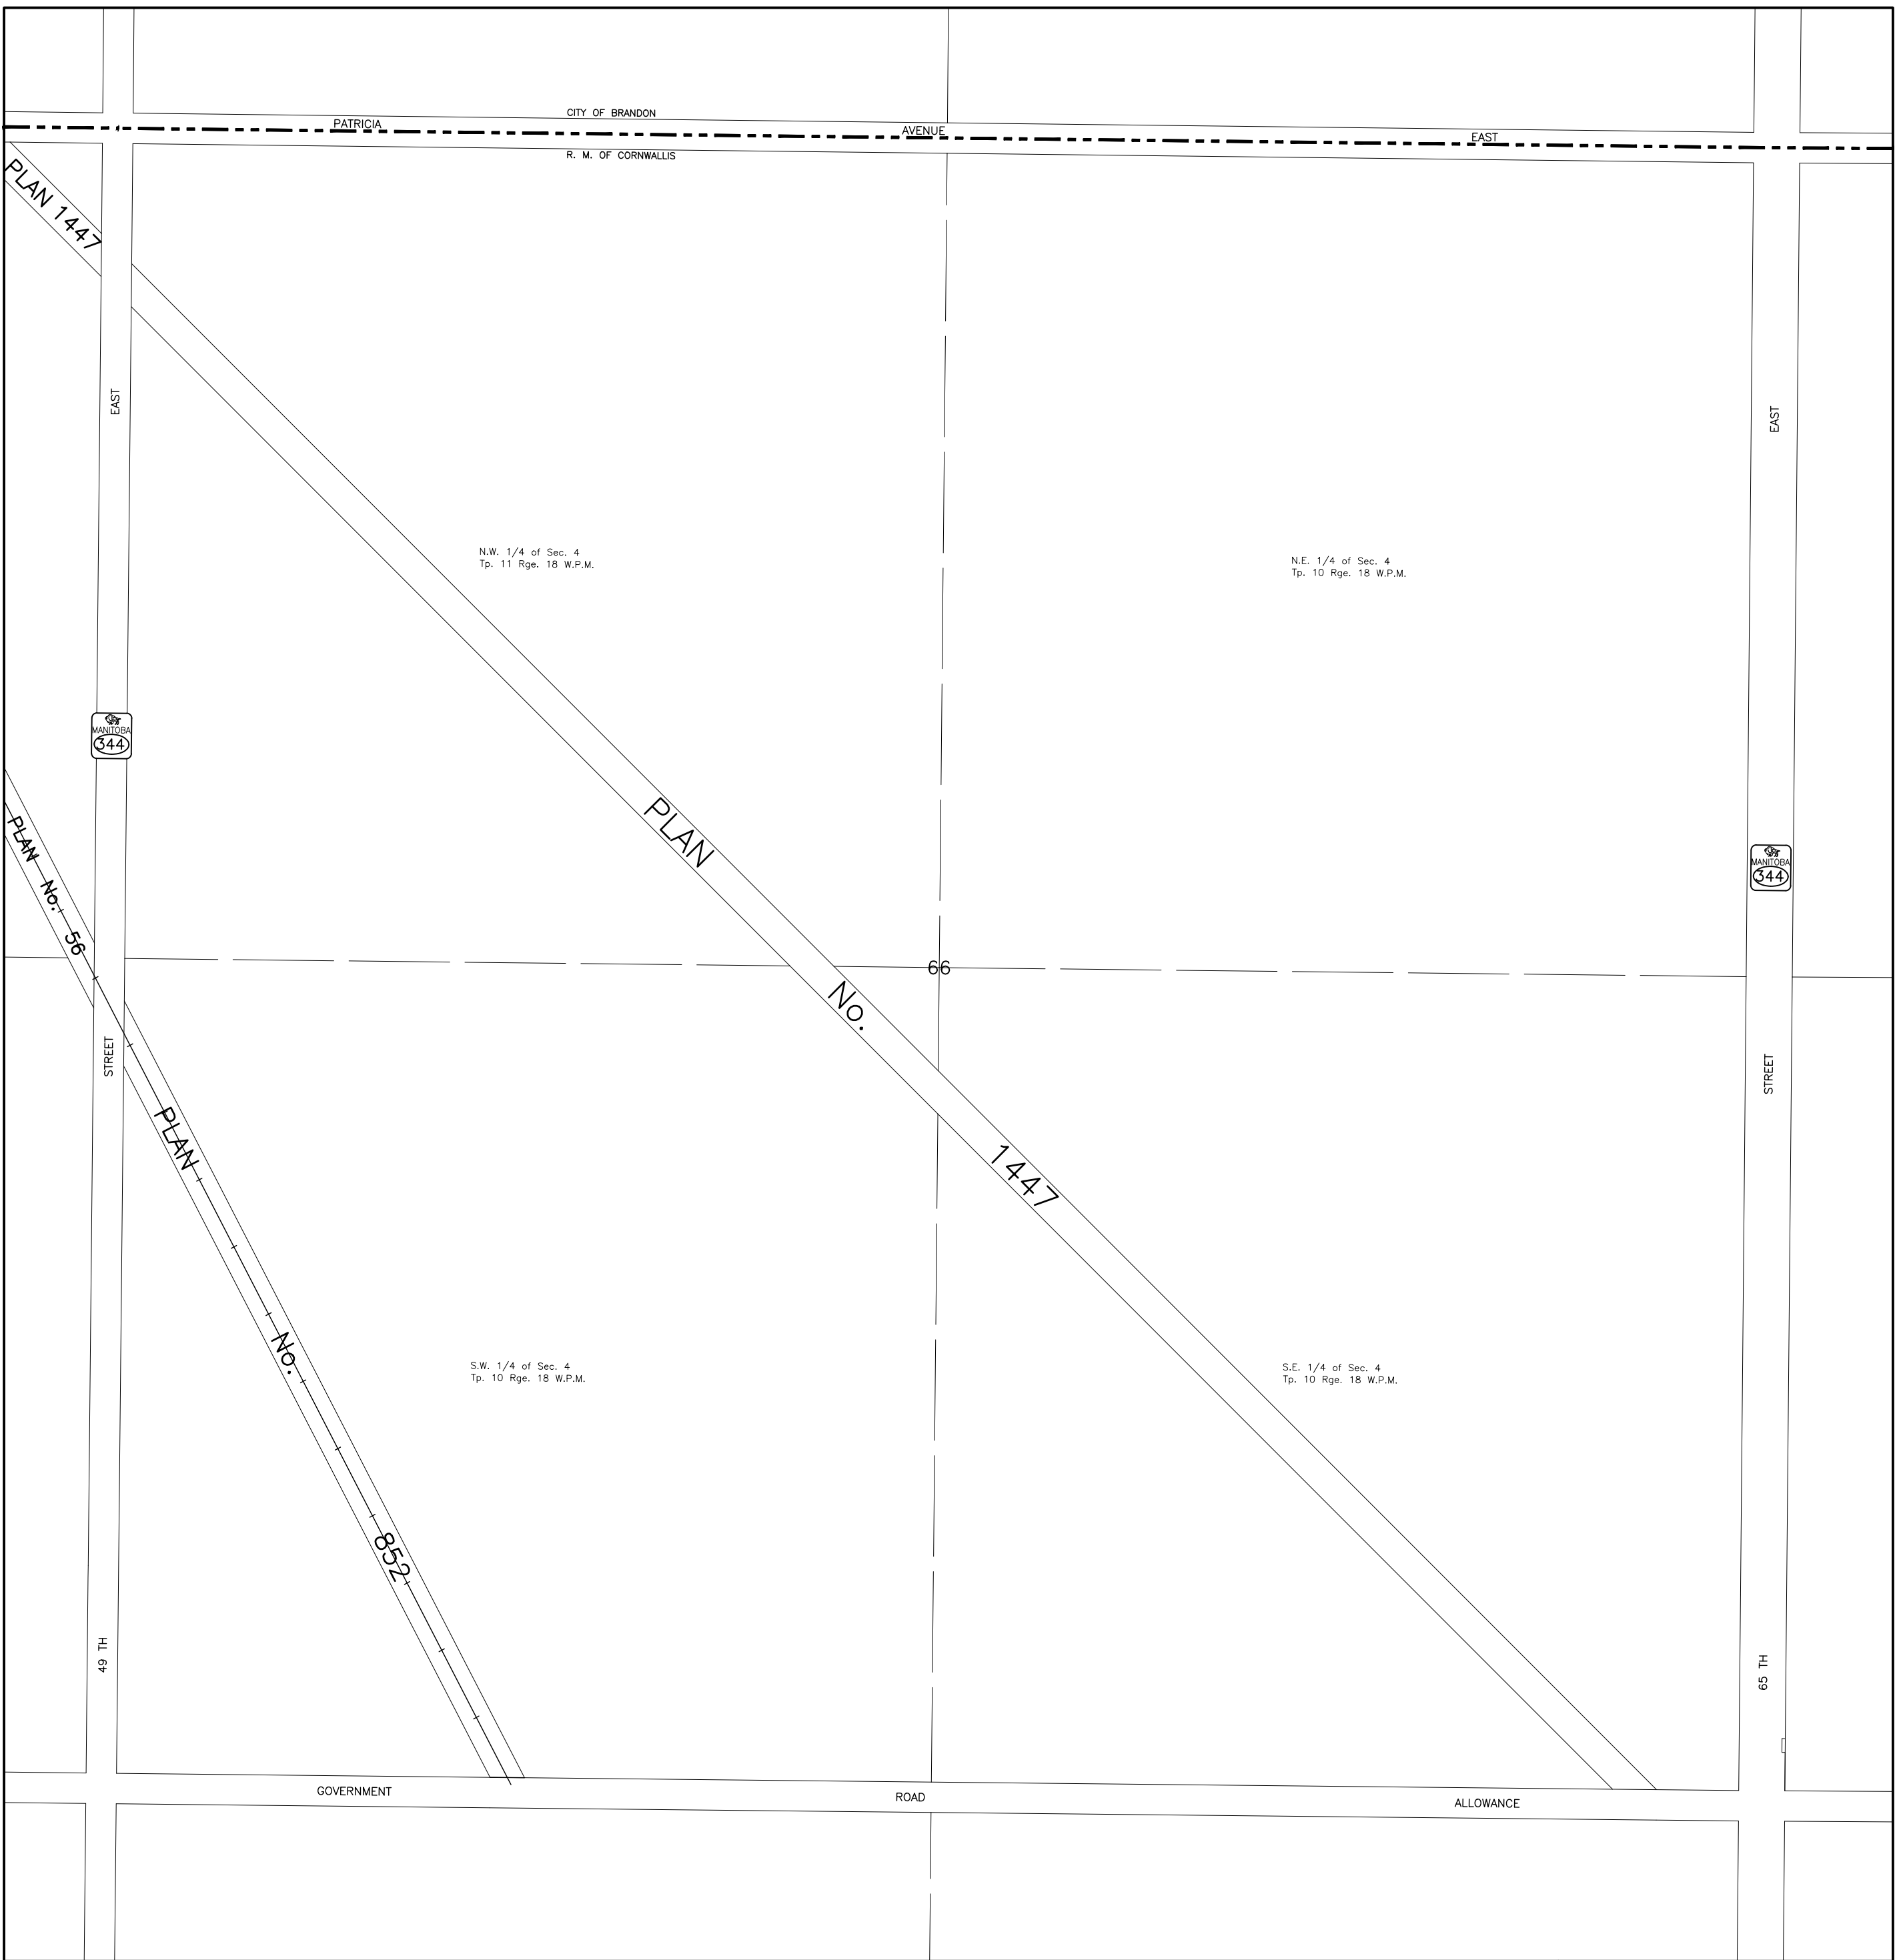 CITY OF BRANDON
PATRICIA AVENUE EAST
R. M. OF CORNWALLIS
PLAN 1447
EAST
EAST
N.W. 1/4 of Sec. 4
Tp. 11 Rge. 18 W.P.M.
N.E. 1/4 of Sec. 4
Tp. 10 Rge. 18 W.P.M.
MANITOBA
344
PLAN No. 1447
MANITOBA
344
PLAN No. 56
66
STREET
STREET
PLAN No. 852
S.W. 1/4 of Sec. 4
Tp. 10 Rge. 18 W.P.M.
S.E. 1/4 of Sec. 4
Tp. 10 Rge. 18 W.P.M.
49 TH
65 TH
GOVERNMENT ROAD ALLOWANCE